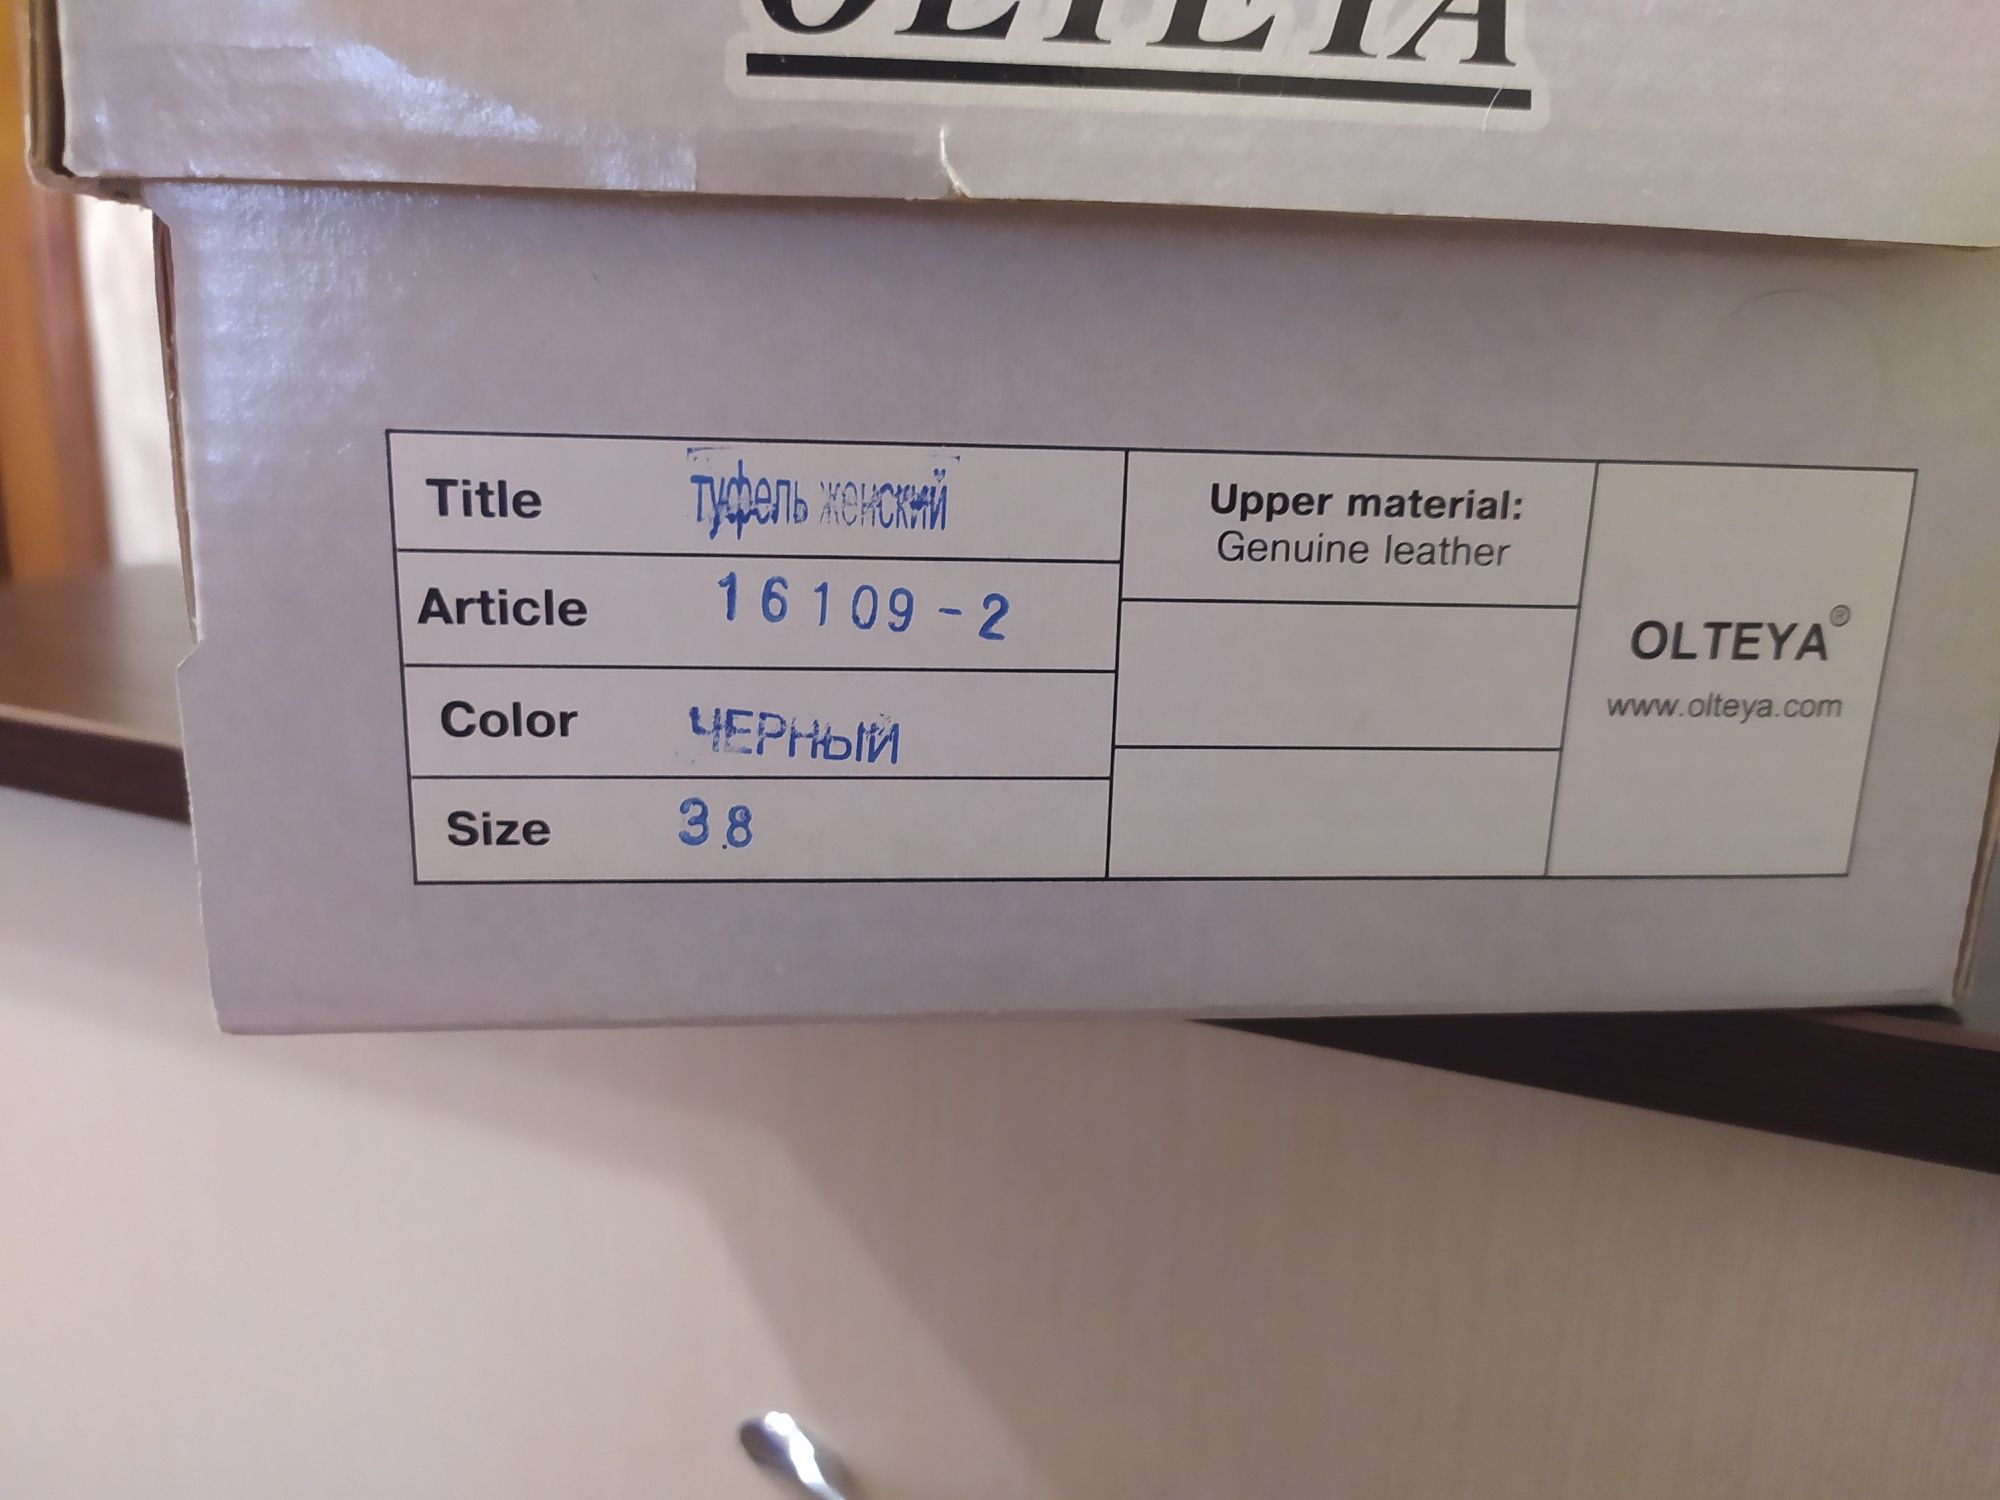 OLTEYA
Title туфель женский
Article 16109-2
Color ЧЕРНЫЙ
Size 38
Upper material:
Genuine leather
OLTEYA®
www.olteya.com